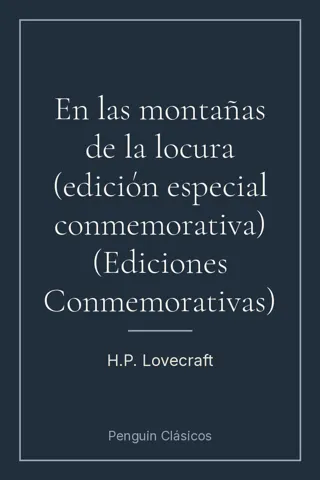 En las montañas
de la locura
(edición especial
conmemorativa)
(Ediciones
Conmemorativas)
H.P. Lovecraft
Penguin Clásicos